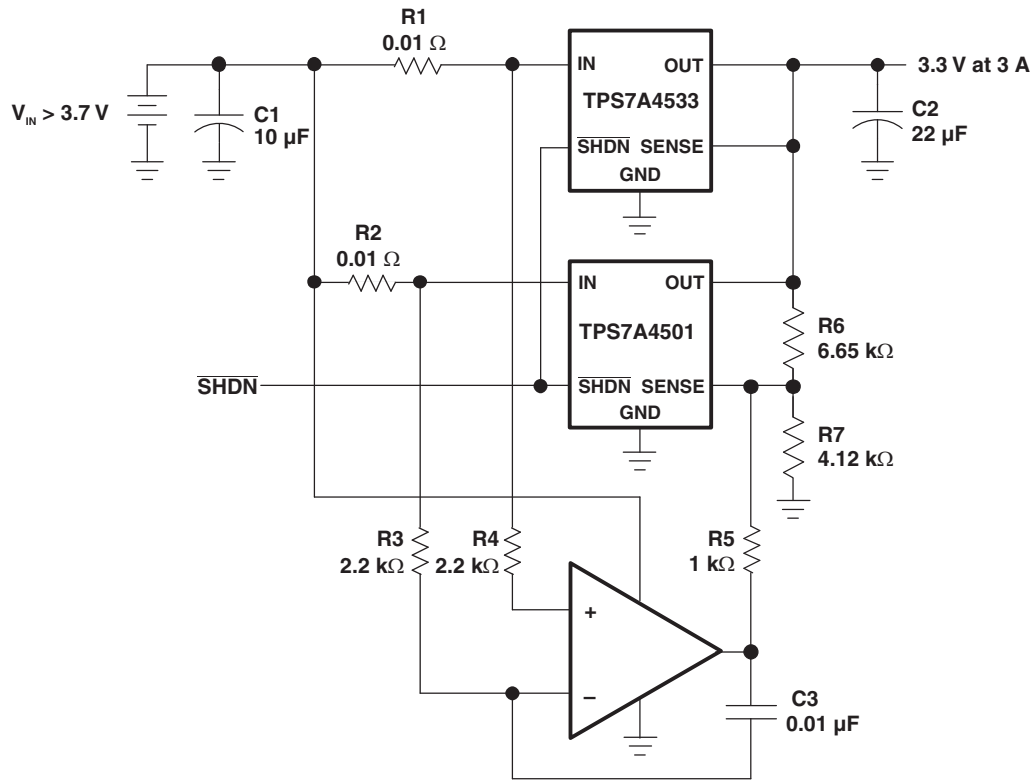 R1
0.01 Ω
IN OUT
TPS7A4533
SHDN SENSE
GND
3.3 V at 3 A
VIN > 3.7 V
C1
10 µF
C2
22 µF
R2
0.01 Ω
IN OUT
TPS7A4501
SHDN SENSE
GND
SHDN
R6
6.65 kΩ
R7
4.12 kΩ
R3
2.2 kΩ
R4
2.2 kΩ
R5
1 kΩ
+
–
C3
0.01 µF